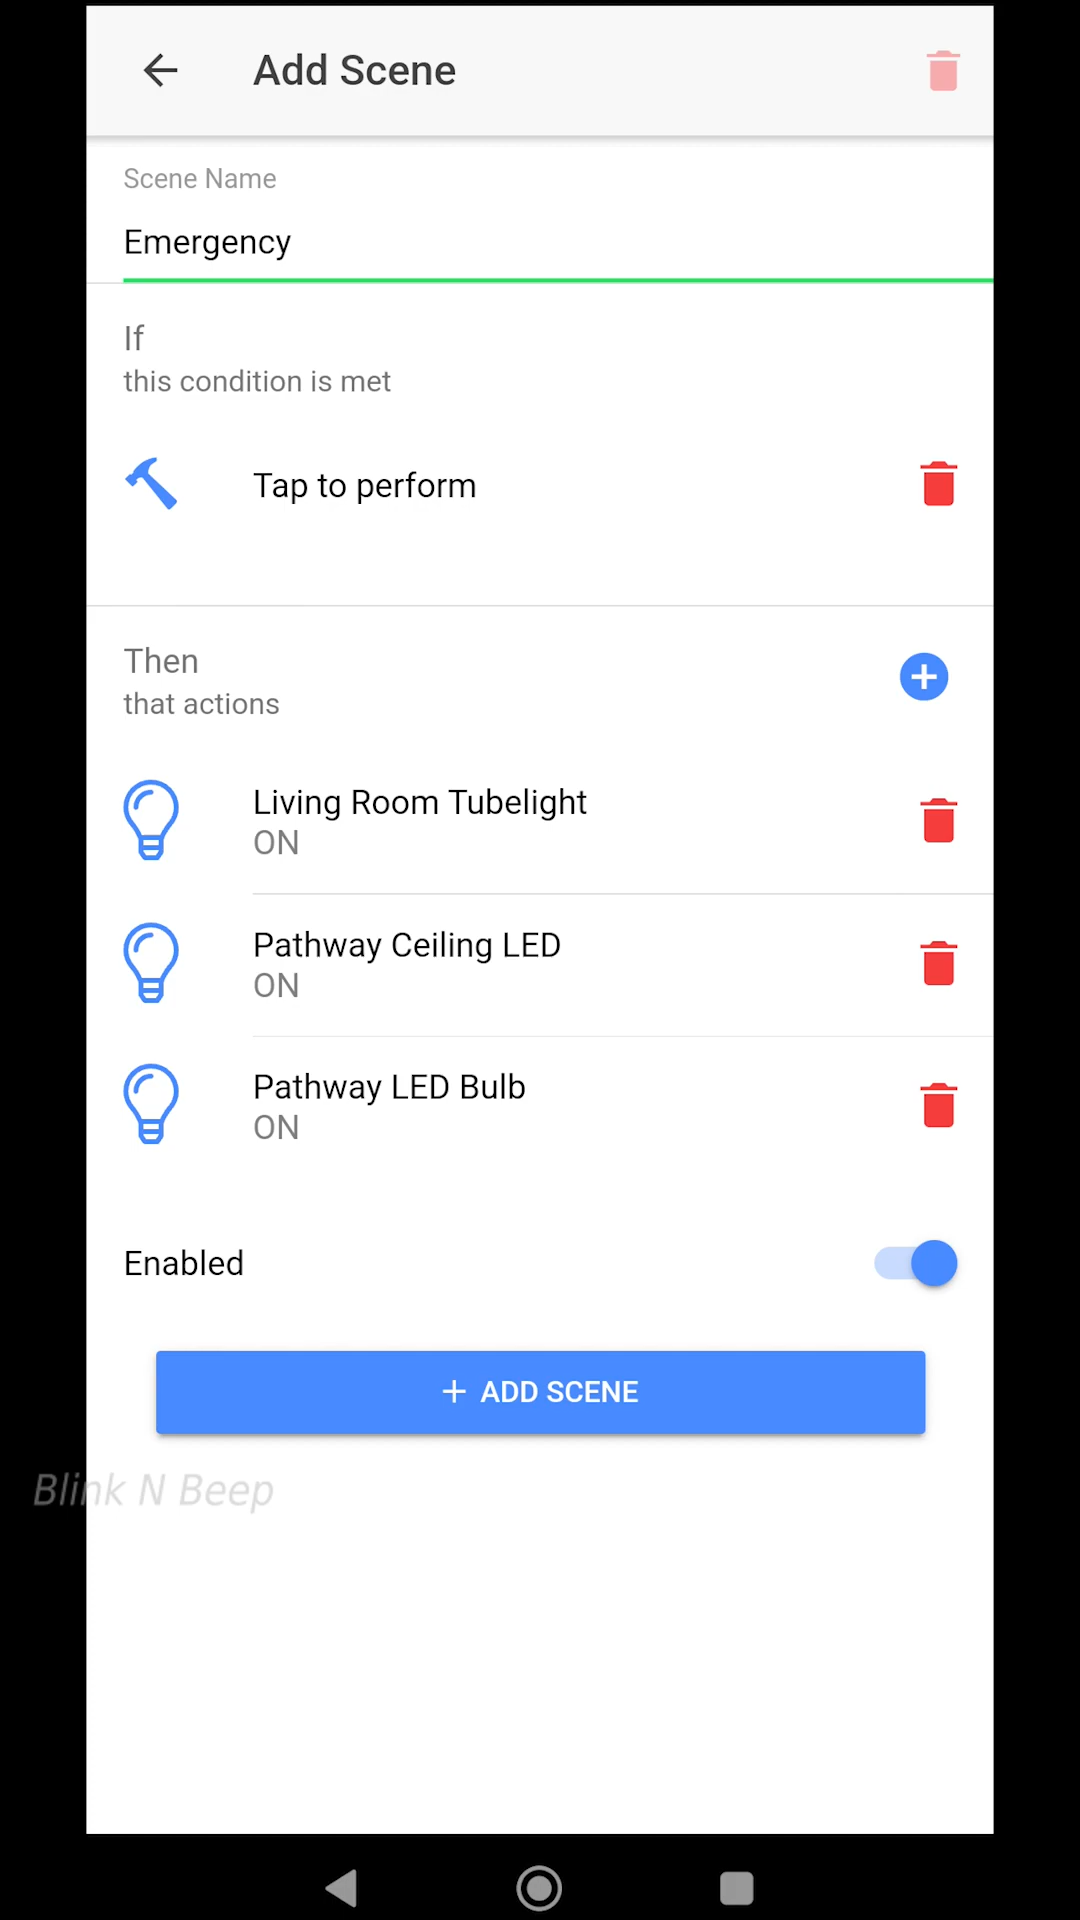 Add Scene
Scene Name
Emergency
If
this condition is met
Tap to perform
Then
that actions
Living Room Tubelight
ON
Pathway Ceiling LED
ON
Pathway LED Bulb
ON
Enabled
+ ADD SCENE
Blink N Beep